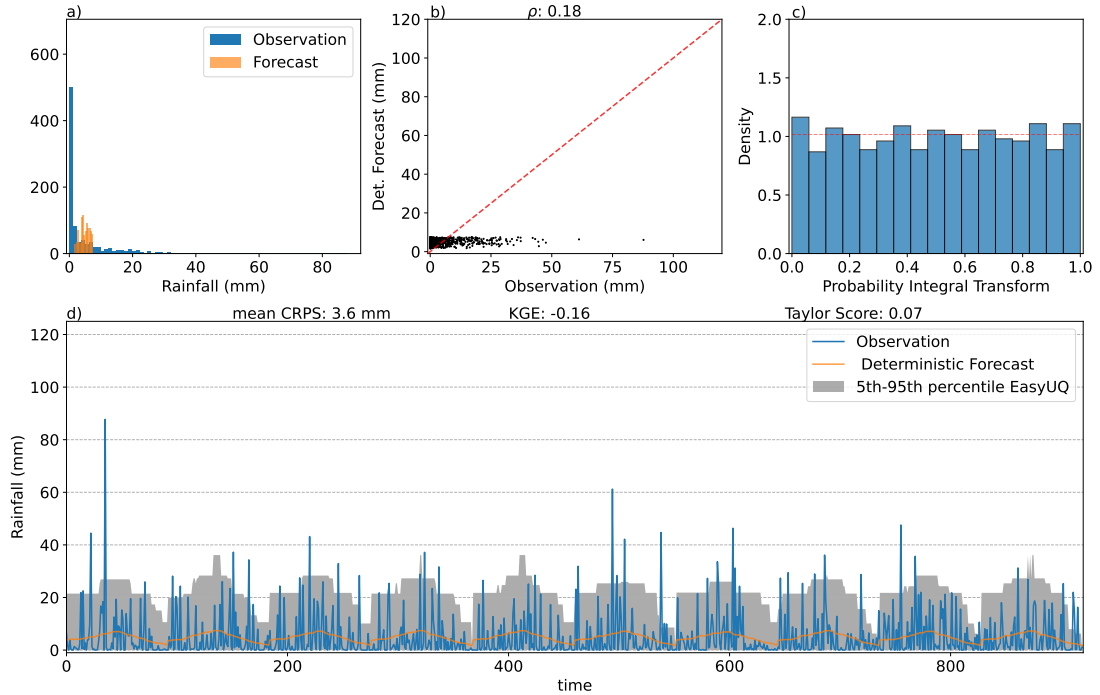 a)
600
400
200
0
Observation
Forecast
0 20 40 60 80
Rainfall (mm)
b)
ρ: 0.18
120
100
80
60
40
20
0
Det. Forecast (mm)
0 25 50 75 100
Observation (mm)
c)
2.0
1.5
1.0
0.5
0.0
Density
0.0 0.2 0.4 0.6 0.8 1.0
Probability Integral Transform
d)
mean CRPS: 3.6 mm
KGE: -0.16
Taylor Score: 0.07
120
100
80
60
40
20
0
Rainfall (mm)
Observation
Deterministic Forecast
5th-95th percentile EasyUQ
0 200 400 600 800
time